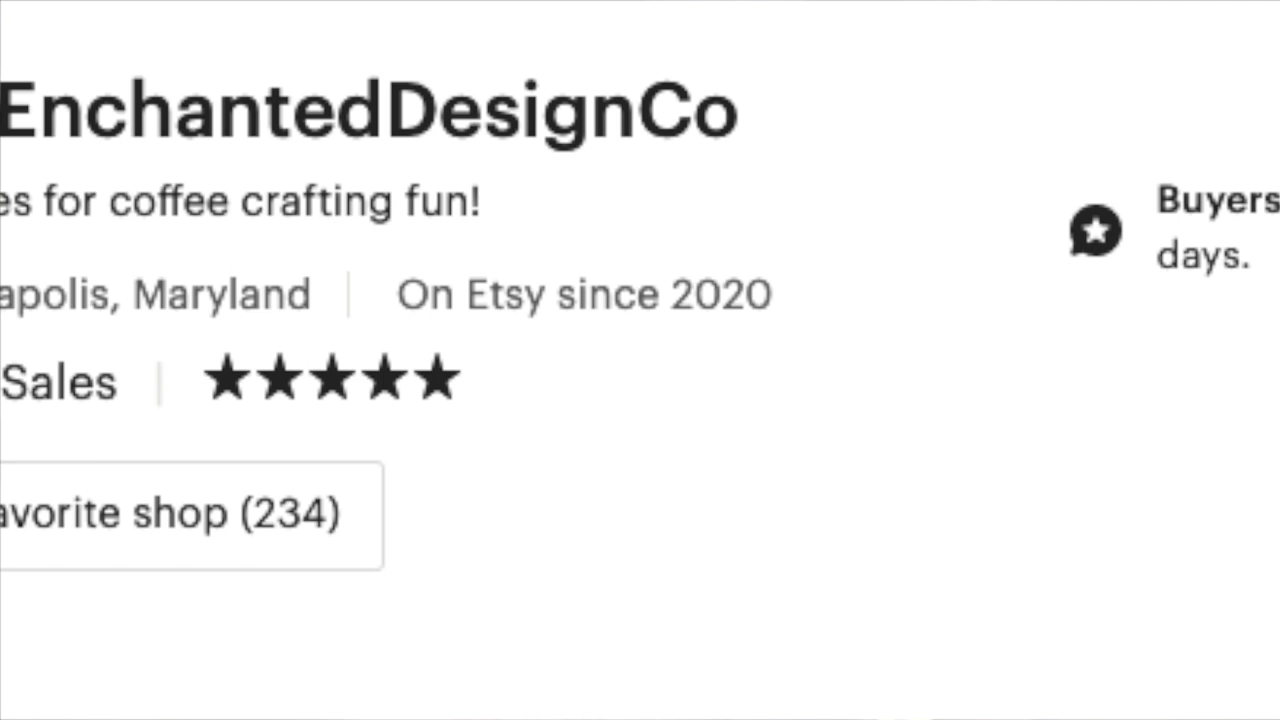 EnchantedDesignCo
es for coffee crafting fun!
apolis, Maryland
On Etsy since 2020
Sales
avorite shop (234)
Buyers
days.